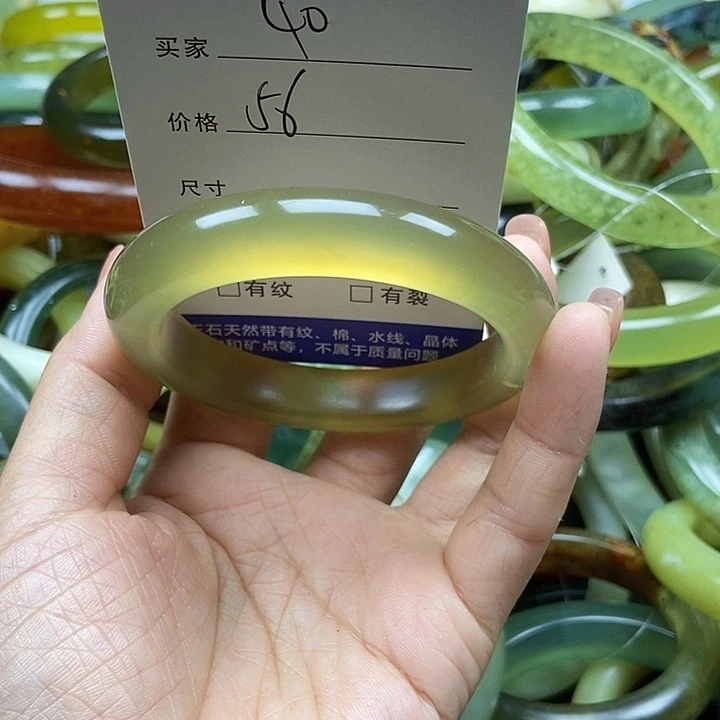 买家 40
价格 56
尺寸
□有纹 □有裂
玉石天然带有纹、棉、水线、晶体
和矿点等，不属于质量问题